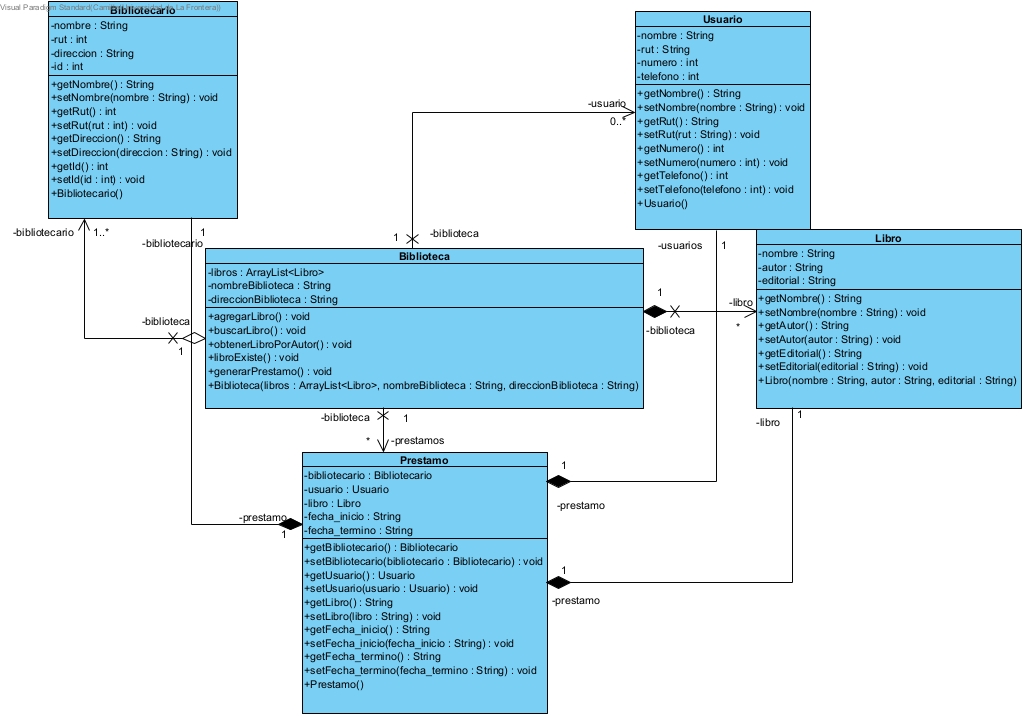 Visual Paradigm Standard(
Bibliotecario
-nombre : String
-rut : int
-direccion : String
-id : int
+getNombre() : String
+setNombre(nombre : String) : void
+getRut() : int
+setRut(rut : int) : void
+getDireccion() : String
+setDireccion(direccion : String) : void
+getId() : int
+setId(id : int) : void
+Bibliotecario()
Usuario
-nombre : String
-rut : String
-numero : int
-telefono : int
+getNombre() : String
+setNombre(nombre : String) : void
+getRut() : String
+setRut(rut : String) : void
+getNumero() : int
+setNumero(numero : int) : void
+getTelefono() : int
+setTelefono(telefono : int) : void
+Usuario()
-usuario
0..*
1
-biblioteca
-bibliotecario
1..*
1
-bibliotecario
-usuarios
1
Biblioteca
-libros : ArrayList<Libro>
-nombreBiblioteca : String
-direccionBiblioteca : String
+agregarLibro() : void
+buscarLibro() : void
+obtenerLibroPorAutor() : void
+libroExiste() : void
+generarPrestamo() : void
+Biblioteca(libros : ArrayList<Libro>, nombreBiblioteca : String, direccionBiblioteca : String)
-biblioteca
1
1
-biblioteca
-libro
*
Libro
-nombre : String
-autor : String
-editorial : String
+getNombre() : String
+setNombre(nombre : String) : void
+getAutor() : String
+setAutor(autor : String) : void
+getEditorial() : String
+setEditorial(editorial : String) : void
+Libro(nombre : String, autor : String, editorial : String)
-biblioteca
1
*
-prestamos
1
-libro
Prestamo
-bibliotecario : Bibliotecario
-usuario : Usuario
-libro : Libro
-fecha_inicio : String
-fecha_termino : String
+getBibliotecario() : Bibliotecario
+setBibliotecario(bibliotecario : Bibliotecario) : void
+getUsuario() : Usuario
+setUsuario(usuario : Usuario) : void
+getLibro() : String
+setLibro(libro : String) : void
+getFecha_inicio() : String
+setFecha_inicio(fecha_inicio : String) : void
+getFecha_termino() : String
+setFecha_termino(fecha_termino : String) : void
+Prestamo()
-prestamo
1
1
-prestamo
1
-prestamo